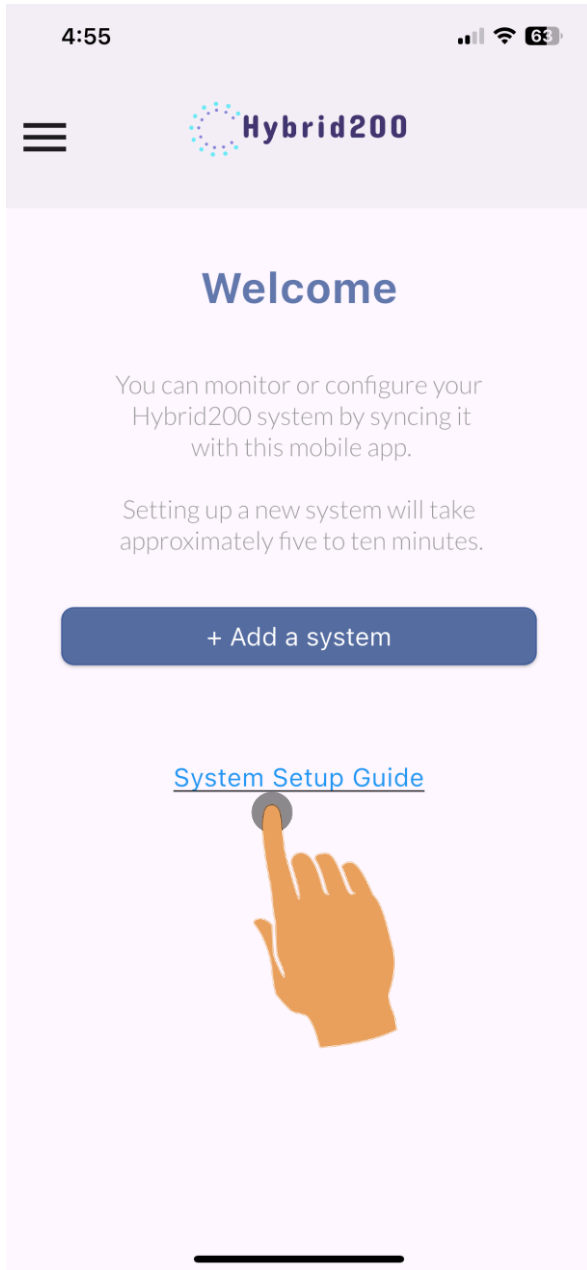 4:55
63
Hybrid200
Welcome
You can monitor or configure your
Hybrid200 system by syncing it
with this mobile app.
Setting up a new system will take
approximately five to ten minutes.
+ Add a system
System Setup Guide